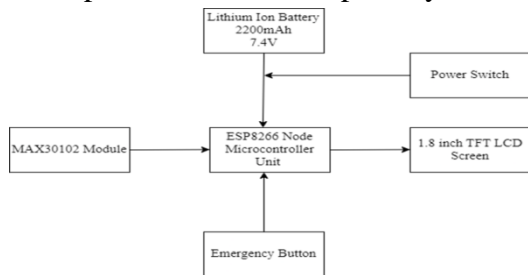 Lithium Ion Battery
2200mAh
7.4V
Power Switch
MAX30102 Module
ESP8266 Node
Microcontroller
Unit
1.8 inch TFT LCD
Screen
Emergency Button